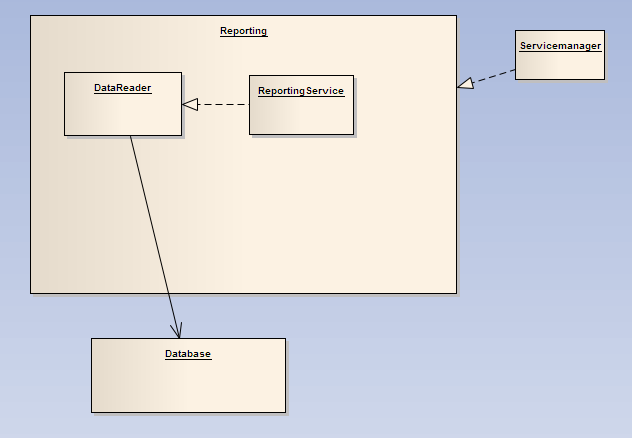 Reporting
Servicemanager
DataReader
ReportingService
Database